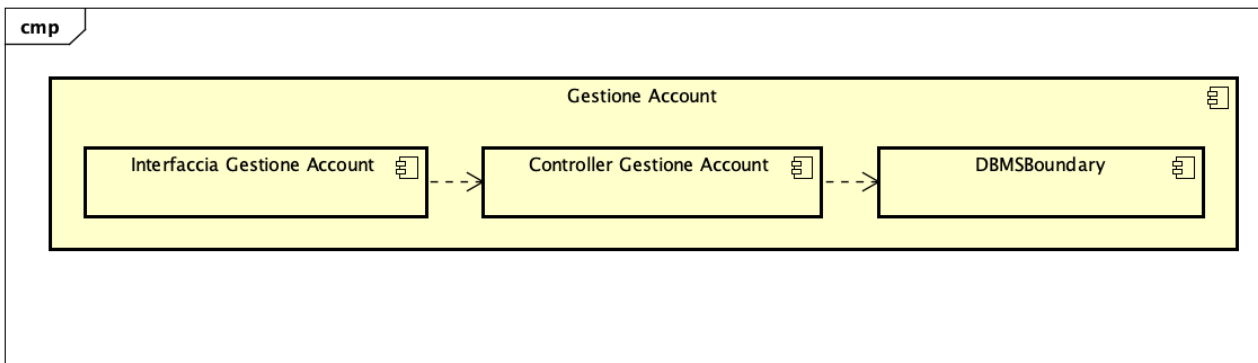 cmp
Gestione Account
Interfaccia Gestione Account
Controller Gestione Account
DBMSBoundary